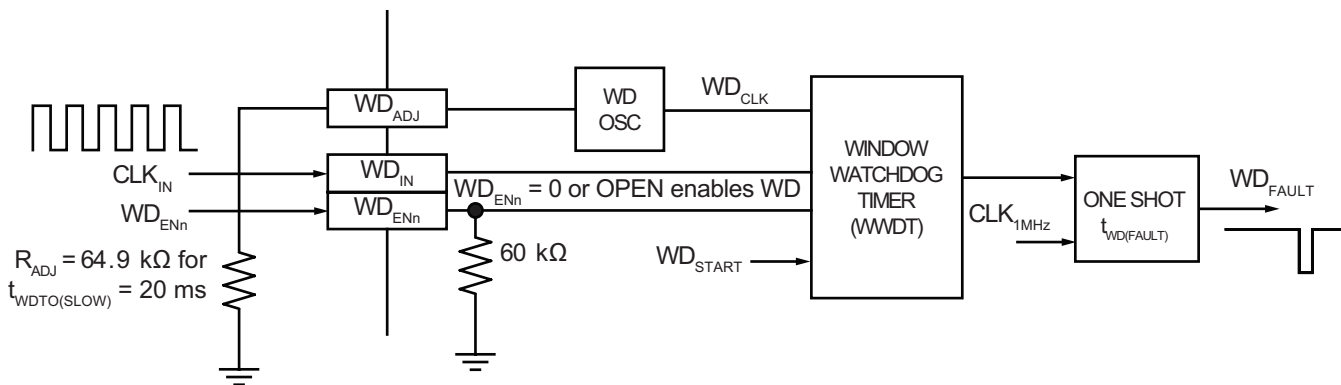 WD_ADJ
WD
OSC
WD_CLK
CLK_IN
WD_IN
WD_ENn
WD_ENn
WD_ENn = 0 or OPEN enables WD
R_ADJ = 64.9 kΩ for
t_WDTO(SLOW) = 20 ms
60 kΩ
WD_START
WINDOW
WATCHDOG
TIMER
(WWDT)
CLK_1MHz
ONE SHOT
t_WD(FAULT)
WD_FAULT